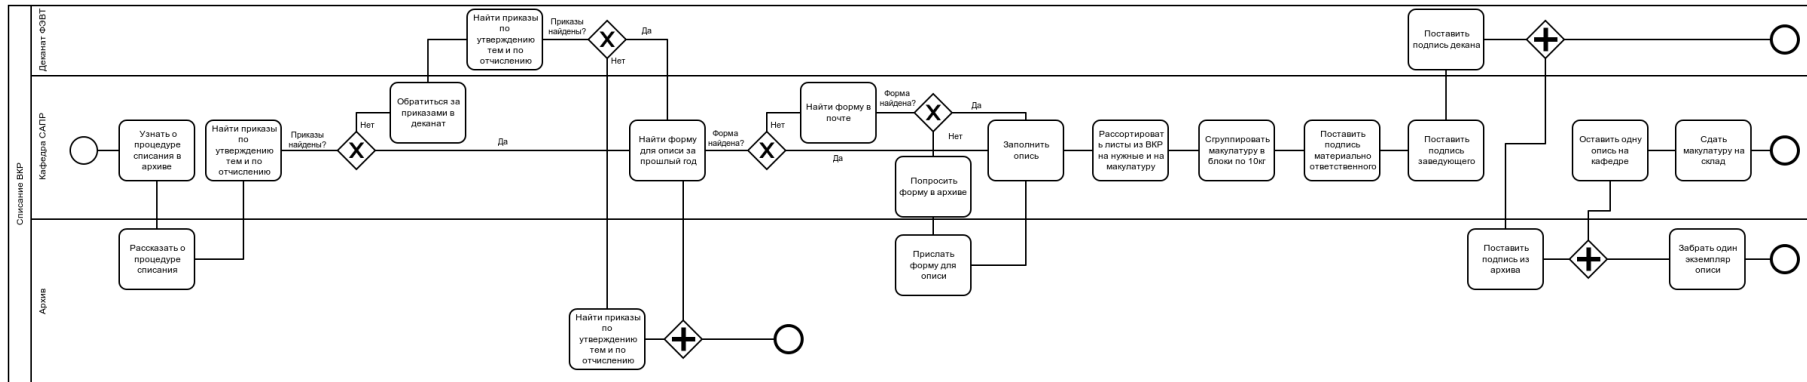 Списание ВКР
Деканат ФЭВТ
Найти приказы
по
утверждению
тем и по
отчислению
Приказы
найдены?
Да
Нет
Поставить
подпись декана
Кафедра САПР
Узнать о
процедуре
списания в
архиве
Найти приказы
по
утверждению
тем и по
отчислению
Приказы
найдены?
Нет
Да
Обратиться за
приказами в
деканат
Найти форму
для описи за
прошлый год
Форма
найдена?
Нет
Да
Найти форму в
почте
Форма
найдена?
Да
Нет
Попросить
форму в архиве
Заполнить
опись
Рассортироват
ь листы из ВКР
на нужные и на
макулатуру
Сгруппировать
макулатуру в
блоки по 10кг
Поставить
подпись
материально
ответственного
Поставить
подпись
заведующего
Оставить одну
опись на
кафедре
Сдать
макулатуру на
склад
Архив
Рассказать о
процедуре
списания
Найти приказы
по
утверждению
тем и по
отчислению
Прислать
форму для
описи
Поставить
подпись из
архива
Забрать один
экземпляр
описи